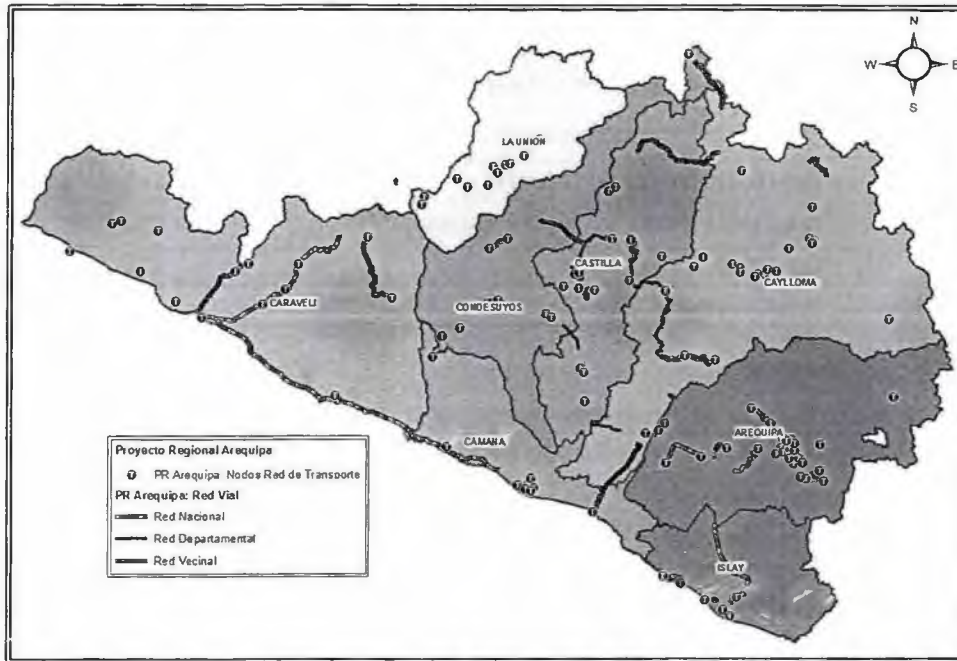 N
W E
S
LA UNIÓN
CASTILLA
CAYLLOMA
CARAVELI
CONDESUYOS
AREQUIPA
CAMANA
ISLAY
Proyecto Regional Arequipa
T PR Arequipa: Nodos Red de Transporte
PR Arequipa: Red Vial
Red Nacional
Red Departamental
Red Vecinal